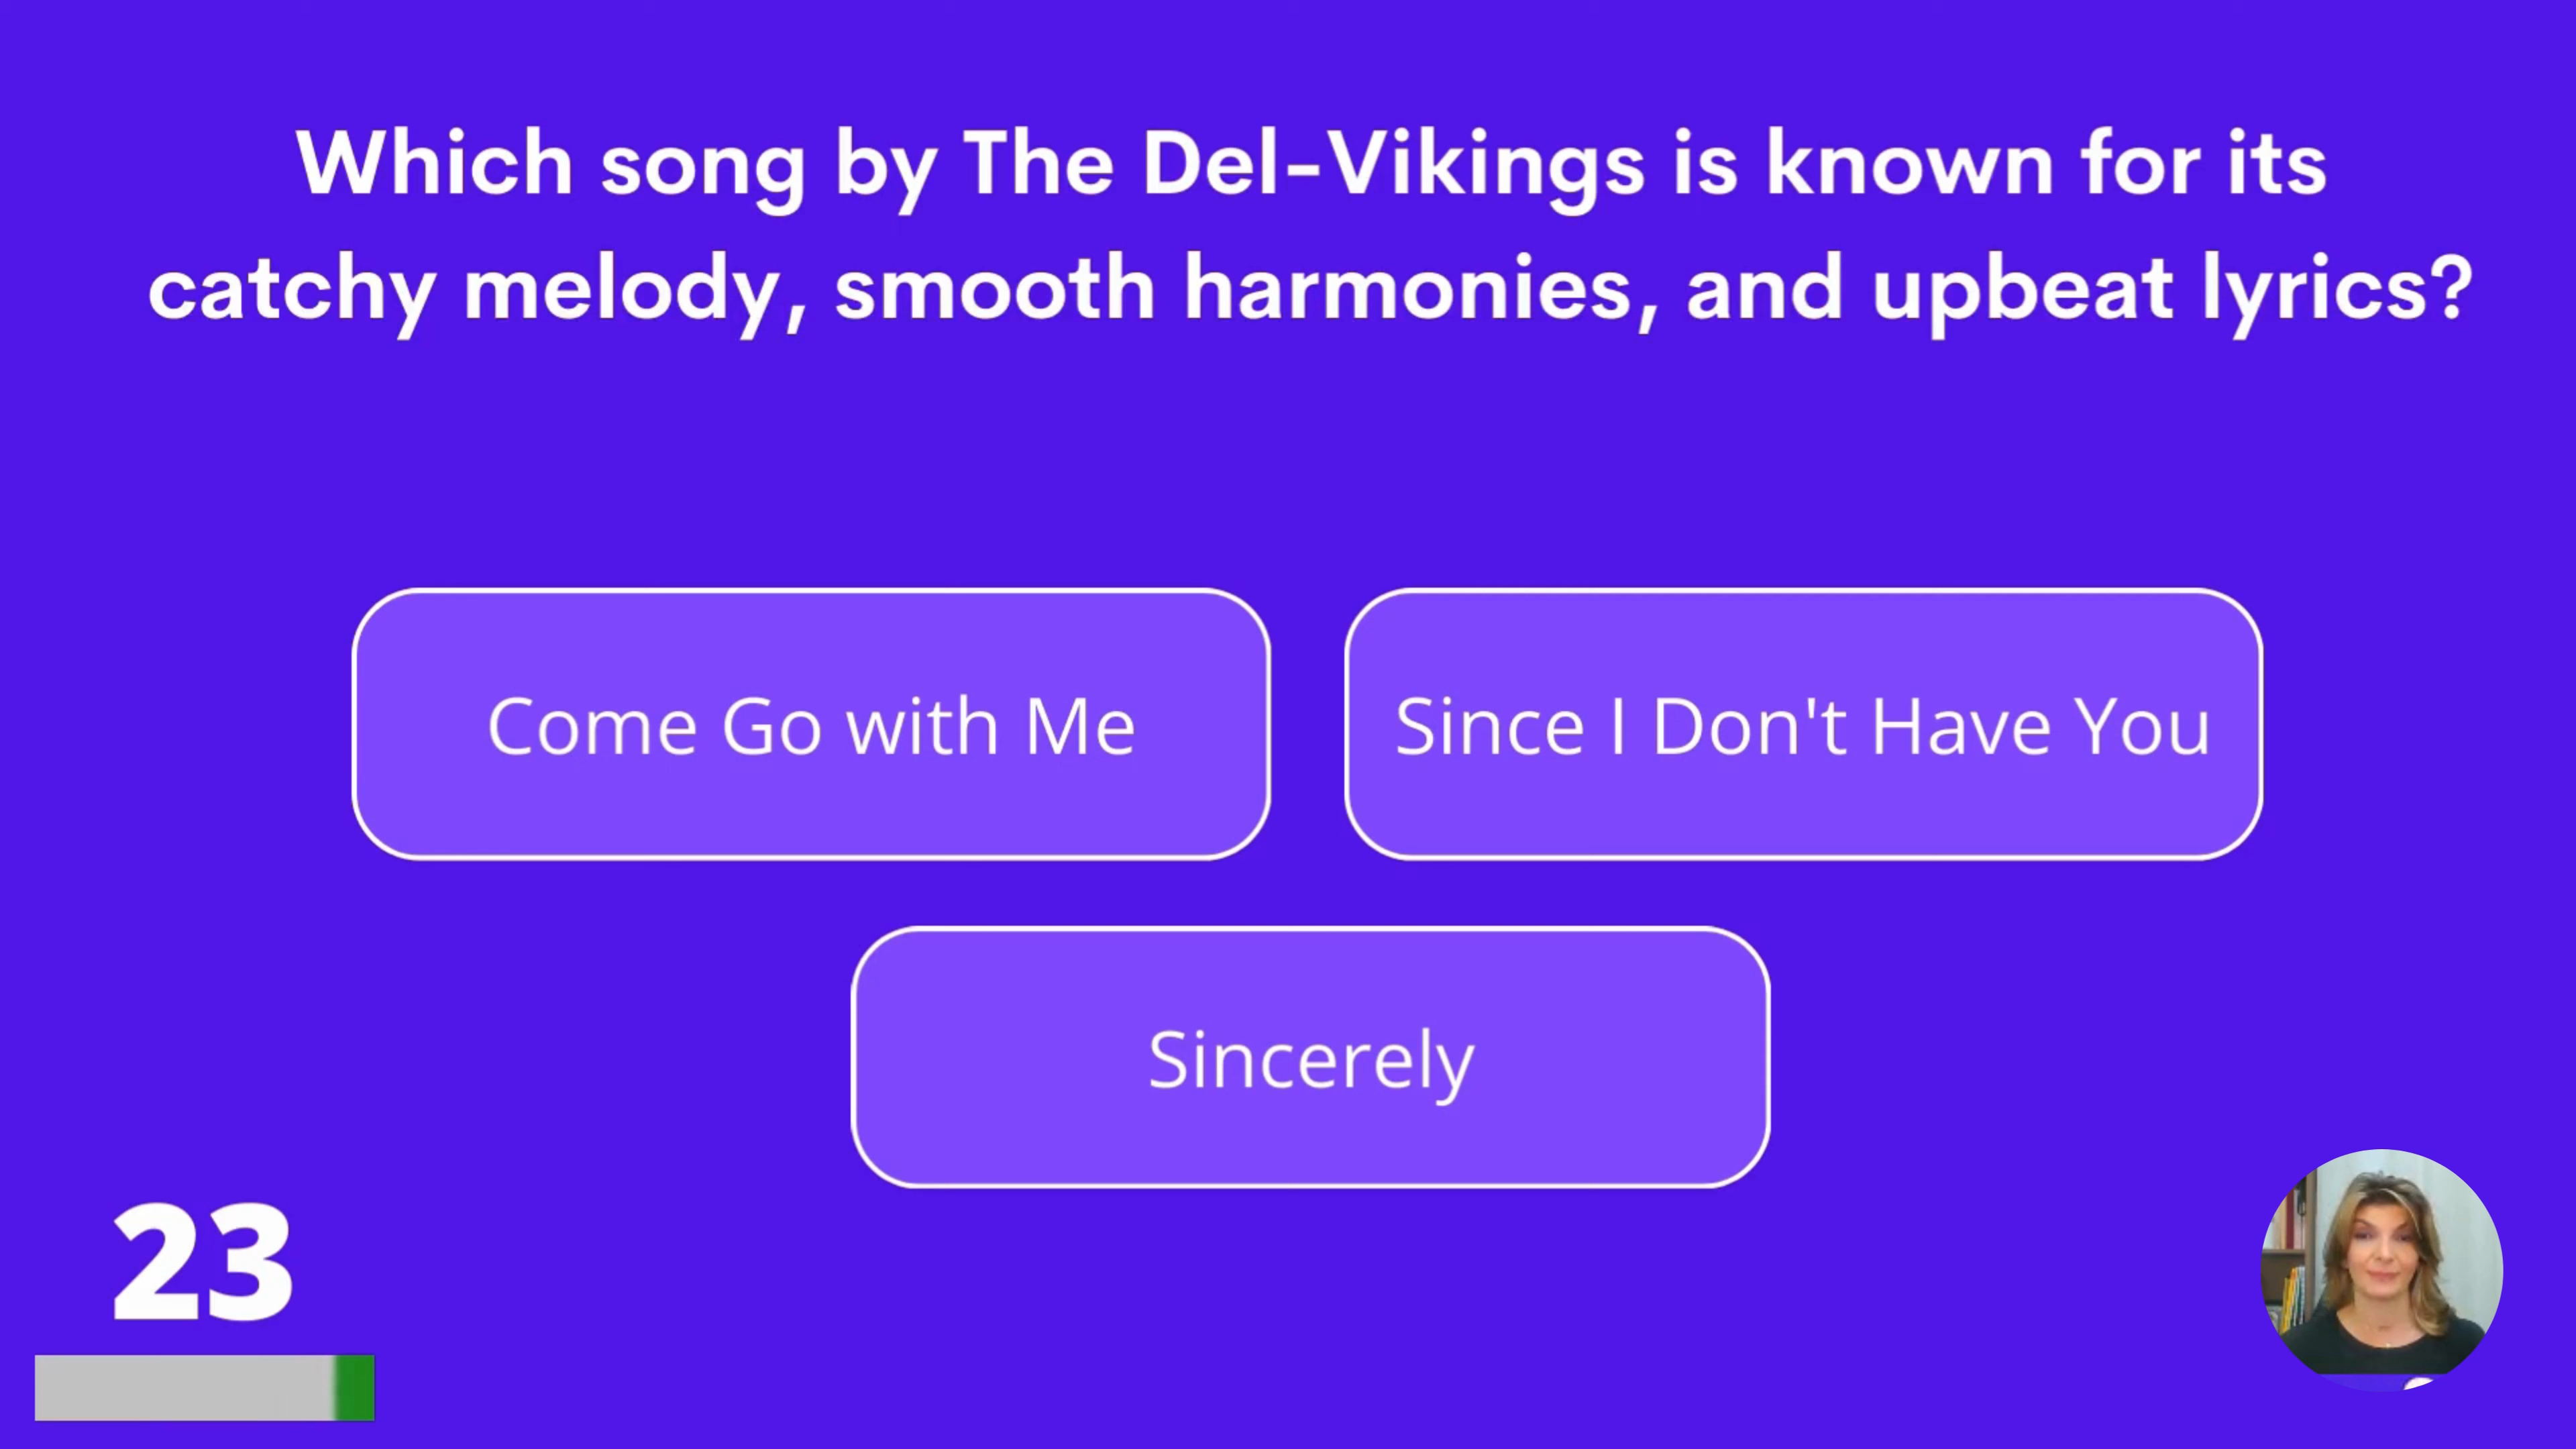 Which song by The Del-Vikings is known for its
catchy melody, smooth harmonies, and upbeat lyrics?
Come Go with Me
Since I Don't Have You
Sincerely
23